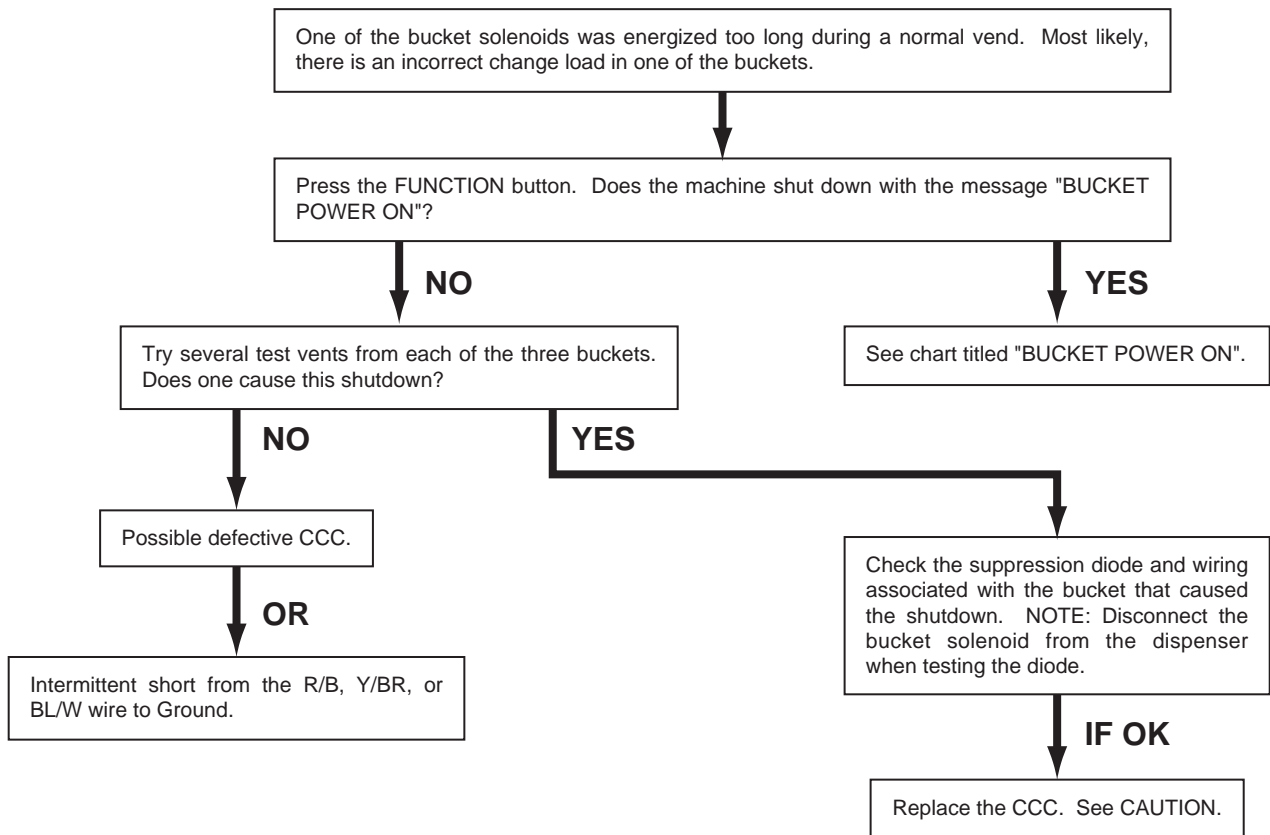 One of the bucket solenoids was energized too long during a normal vend. Most likely,
there is an incorrect change load in one of the buckets.
Press the FUNCTION button. Does the machine shut down with the message "BUCKET
POWER ON"?
NO
YES
Try several test vents from each of the three buckets.
Does one cause this shutdown?
See chart titled "BUCKET POWER ON".
NO
YES
Possible defective CCC.
OR
Intermittent short from the R/B, Y/BR, or
BL/W wire to Ground.
Check the suppression diode and wiring
associated with the bucket that caused
the shutdown. NOTE: Disconnect the
bucket solenoid from the dispenser
when testing the diode.
IF OK
Replace the CCC. See CAUTION.